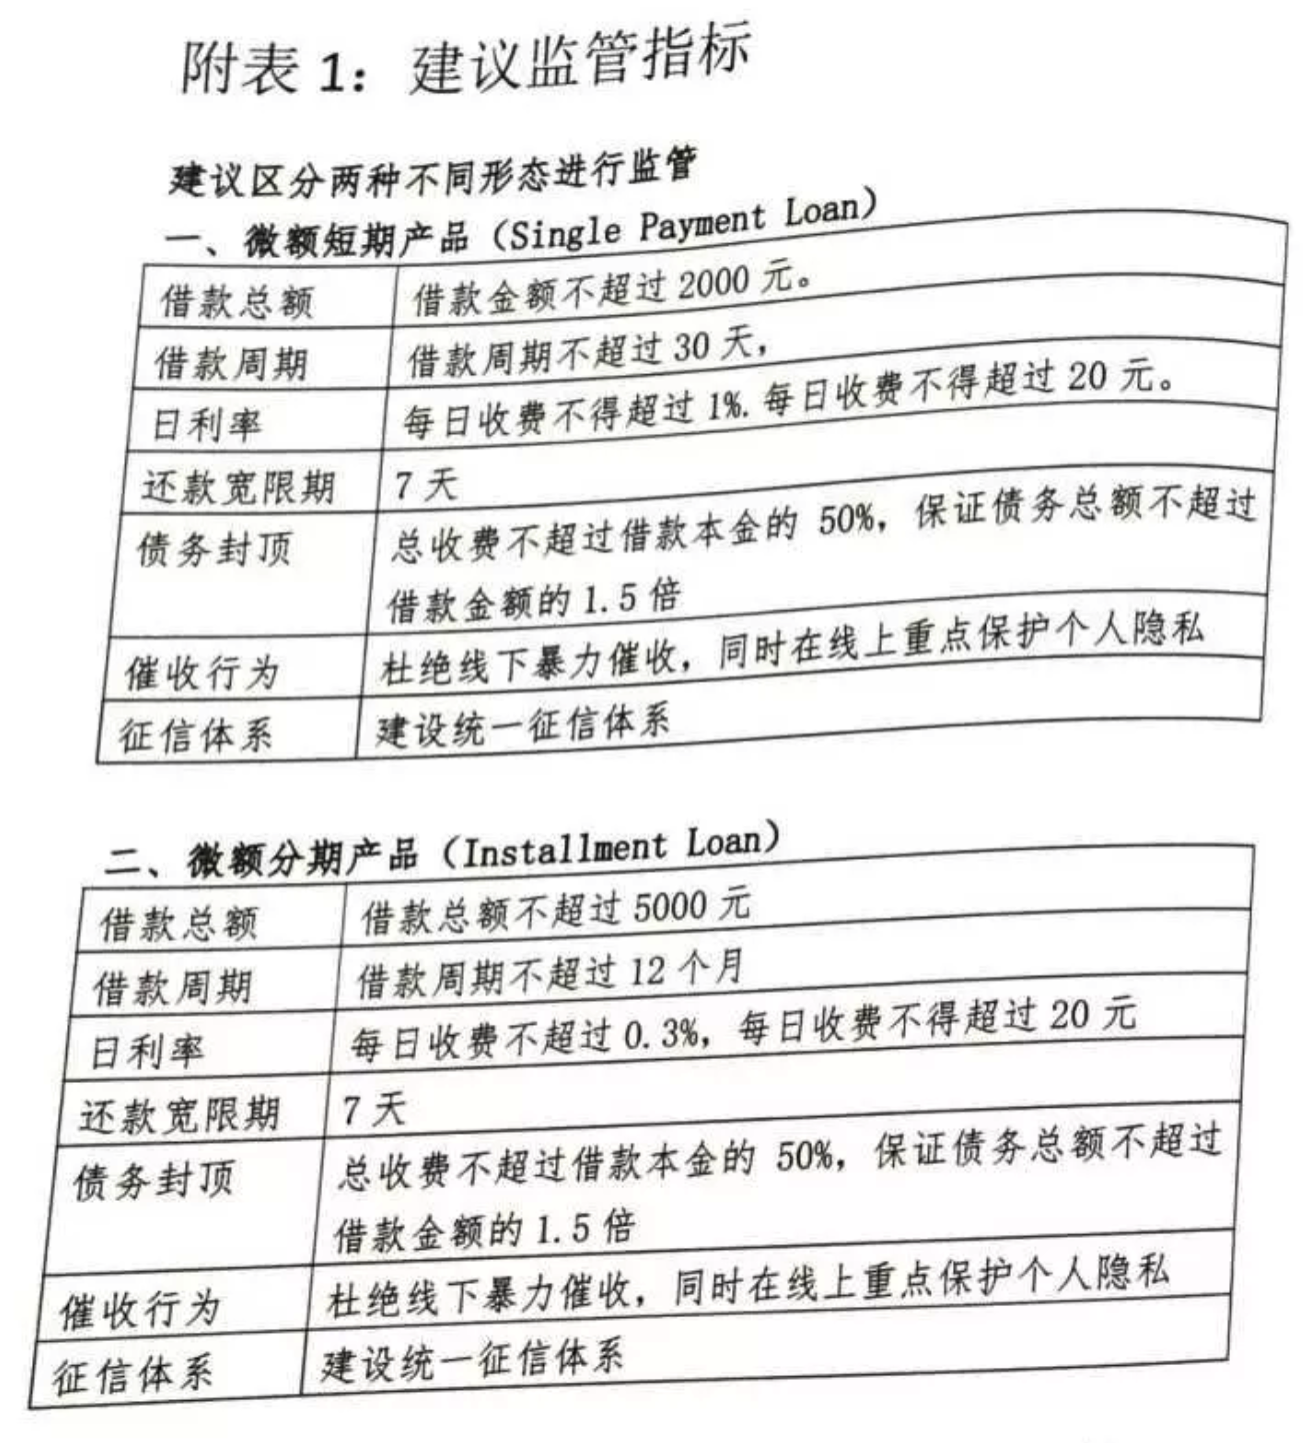 附表 1：建议监管指标
建议区分两种不同形态进行监管
一、微额短期产品（Single Payment Loan）
借款总额 借款金额不超过 2000 元。
借款周期 借款周期不超过 30 天，
日利率 每日收费不得超过 1%. 每日收费不得超过 20 元。
还款宽限期 7 天
债务封顶 总收费不超过借款本金的 50%，保证债务总额不超过
借款金额的 1.5 倍
催收行为 杜绝线下暴力催收，同时在线上重点保护个人隐私
征信体系 建设统一征信体系
二、微额分期产品（Installment Loan）
借款总额 借款总额不超过 5000 元
借款周期 借款周期不超过 12 个月
日利率 每日收费不超过 0.3%，每日收费不得超过 20 元
还款宽限期 7 天
债务封顶 总收费不超过借款本金的 50%，保证债务总额不超过
借款金额的 1.5 倍
催收行为 杜绝线下暴力催收，同时在线上重点保护个人隐私
征信体系 建设统一征信体系